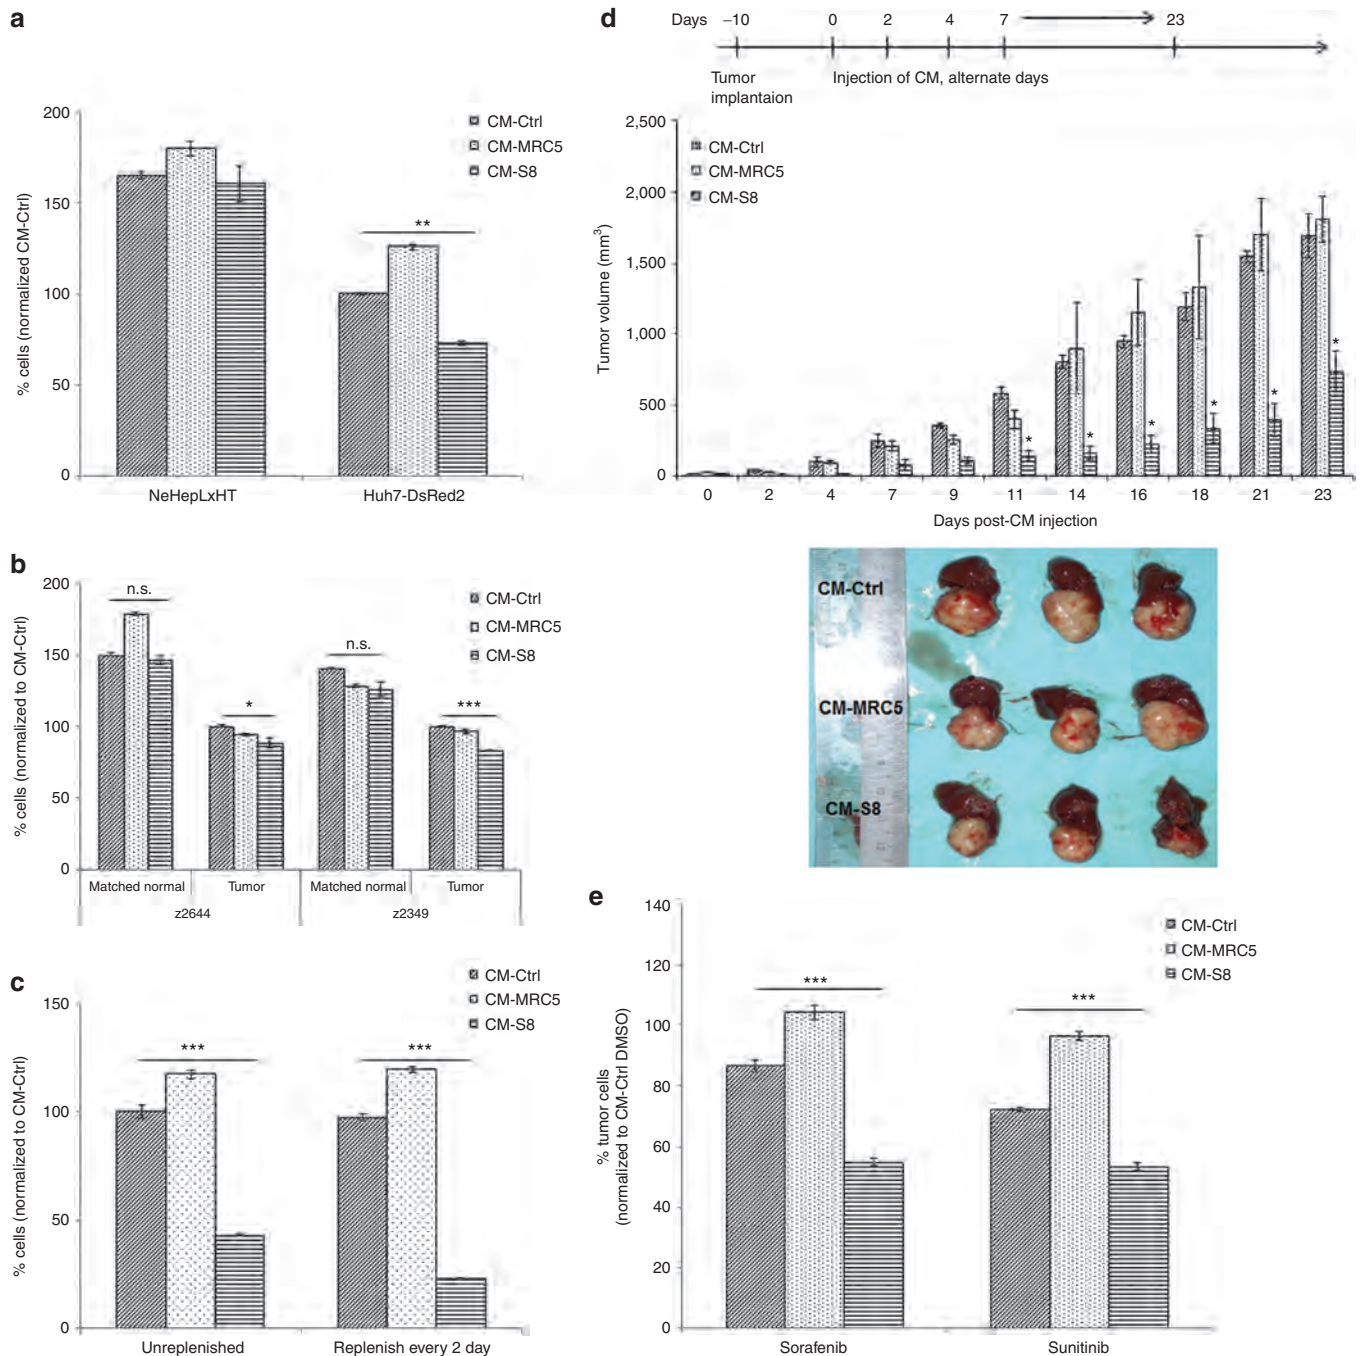 a
200
150
100
50
0
% cells (normalized CM-Ctrl)
CM-Ctrl
CM-MRC5
CM-S8
**
NeHepLxHT
Huh7-DsRed2
b
200
150
100
50
0
% cells (normalized to CM-Ctrl)
CM-Ctrl
CM-MRC5
CM-S8
n.s.
*
n.s.
***
Matched normal Tumor Matched normal Tumor
z2644 z2349
c
150
100
50
0
% cells (normalized to CM-Ctrl)
CM-Ctrl
CM-MRC5
CM-S8
***
***
Unreplenished Replenish every 2 day
d
Days –10 0 2 4 7 23
Tumor
implantaion
Injection of CM, alternate days
2,500
2,000
1,500
1,000
500
0
Tumor volume (mm³)
CM-Ctrl
CM-MRC5
CM-S8
* * * * * *
0 2 4 7 9 11 14 16 18 21 23
Days post-CM injection
CM-Ctrl
CM-MRC5
CM-S8
e
140
120
100
80
60
40
20
0
% tumor cells
(normalized to CM-Ctrl DMSO)
CM-Ctrl
CM-MRC5
CM-S8
***
***
Sorafenib Sunitinib